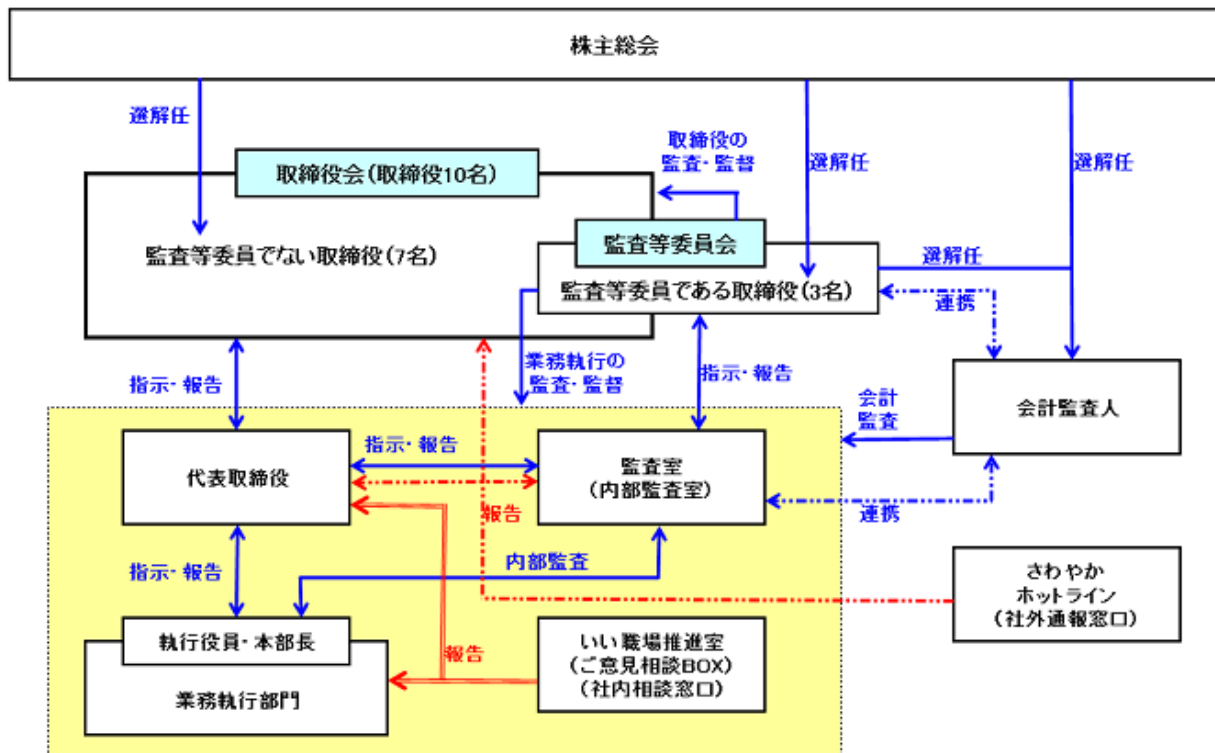 株主総会
選解任
取締役の
監査・監督
選解任
選解任
取締役会(取締役10名)
監査等委員会
監査等委員でない取締役(7名)
選解任
監査等委員である取締役(3名)
連携
業務執行の
監査・監督
指示・報告
指示・報告
会計
監査
会計監査人
代表取締役
指示・報告
監査室
(内部監査室)
報告
連携
指示・報告
内部監査
さわやか
ホットライン
(社外通報窓口)
執行役員・本部長
業務執行部門
報告
いい職場推進室
(ご意見相談BOX)
(社内相談窓口)